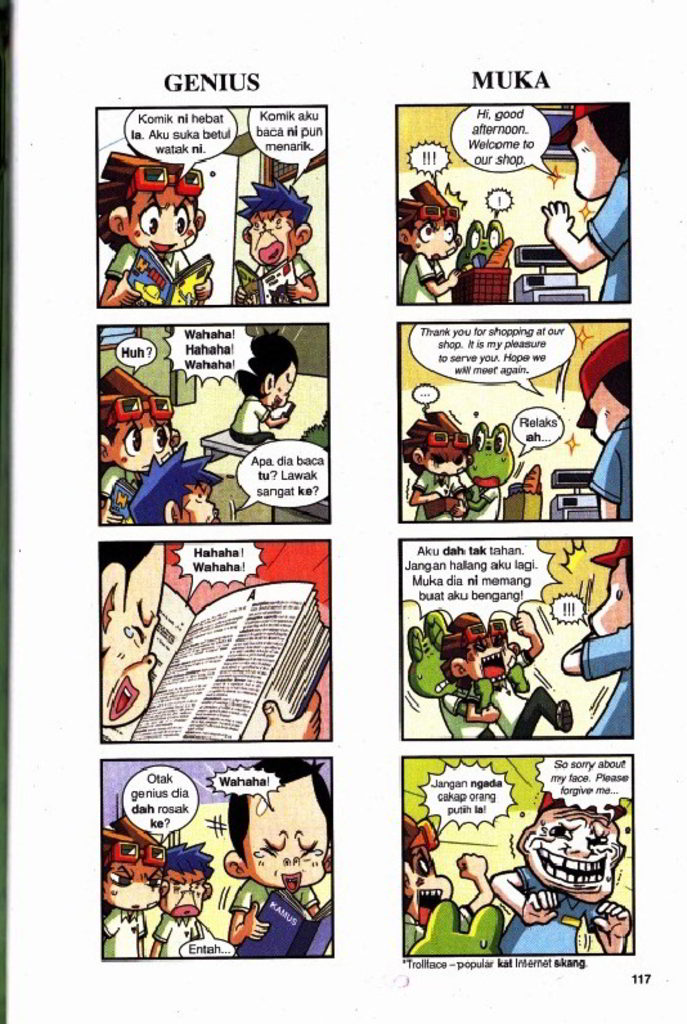 GENIUS
Komik ni hebat
la. Aku suka betul
watak ni.
Komik aku
baca ni pun
menarik.
Huh?
Wahaha!
Hahaha!
Wahaha!
Apa dia baca
tu? Lawak
sangat ke?
Hahaha!
Wahaha!
A
Otak
genius dia
dah rosak
ke?
Wahaha!
KAMUS
Entah...
MUKA
Hi, good
afternoon..
Welcome to
our shop.
!!!
!
Thank you for shopping at our
shop. It is my pleasure
to serve you. Hope we
will meet again.
...
Relaks
ah...
Aku dah tak tahan.
Jangan halang aku lagi.
Muka dia ni memang
buat aku bengang!
!!!
Jangan ngada
cakap orang
putih la!
So sorry about
my face. Please
forgive me...
*Trollface – popular kat Internet skang.
117